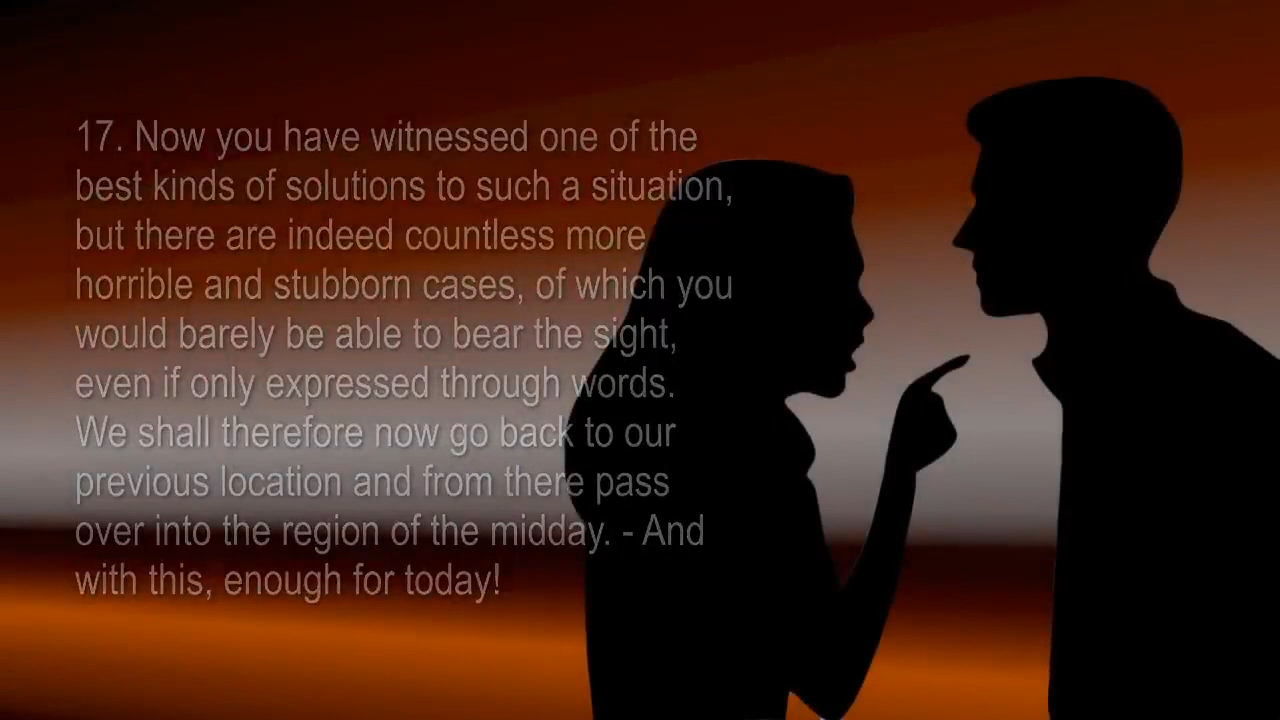 17. Now you have witnessed one of the
best kinds of solutions to such a situation,
but there are indeed countless more
horrible and stubborn cases, of which you
would barely be able to bear the sight,
even if only expressed through words.
We shall therefore now go back to our
previous location and from there pass
over into the region of the midday. - And
with this, enough for today!